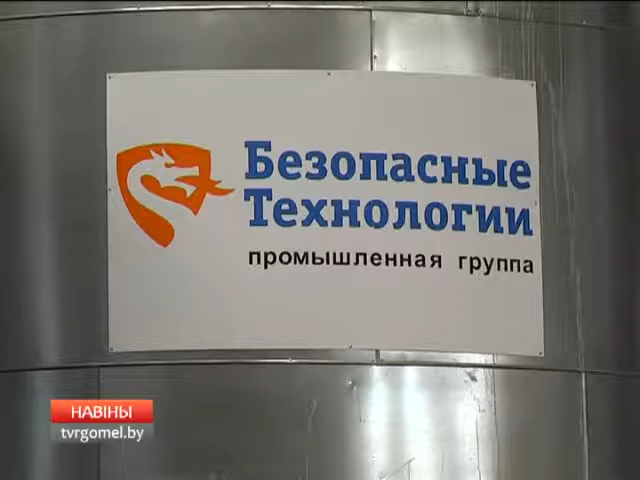 Безопасные
Технологии
промышленная группа
НАВІНЫ
tvrgomel.by